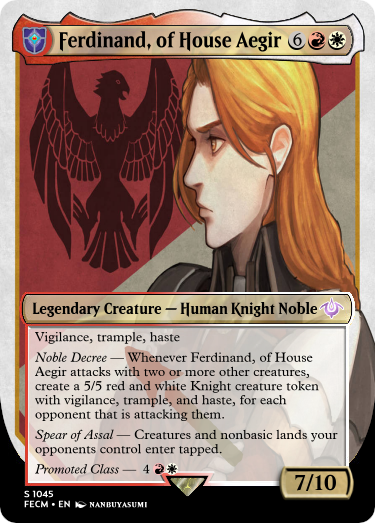 Ferdinand, of House Aegir 6
Legendary Creature — Human Knight Noble
Vigilance, trample, haste
Noble Decree — Whenever Ferdinand, of House
Aegir attacks with two or more other creatures,
create a 5/5 red and white Knight creature token
with vigilance, trample, and haste, for each
opponent that is attacking them.
Spear of Assal — Creatures and nonbasic lands your
opponents control enter tapped.
Promoted Class — 4
7/10
S 1045
FECM • EN NANBUYASUMI